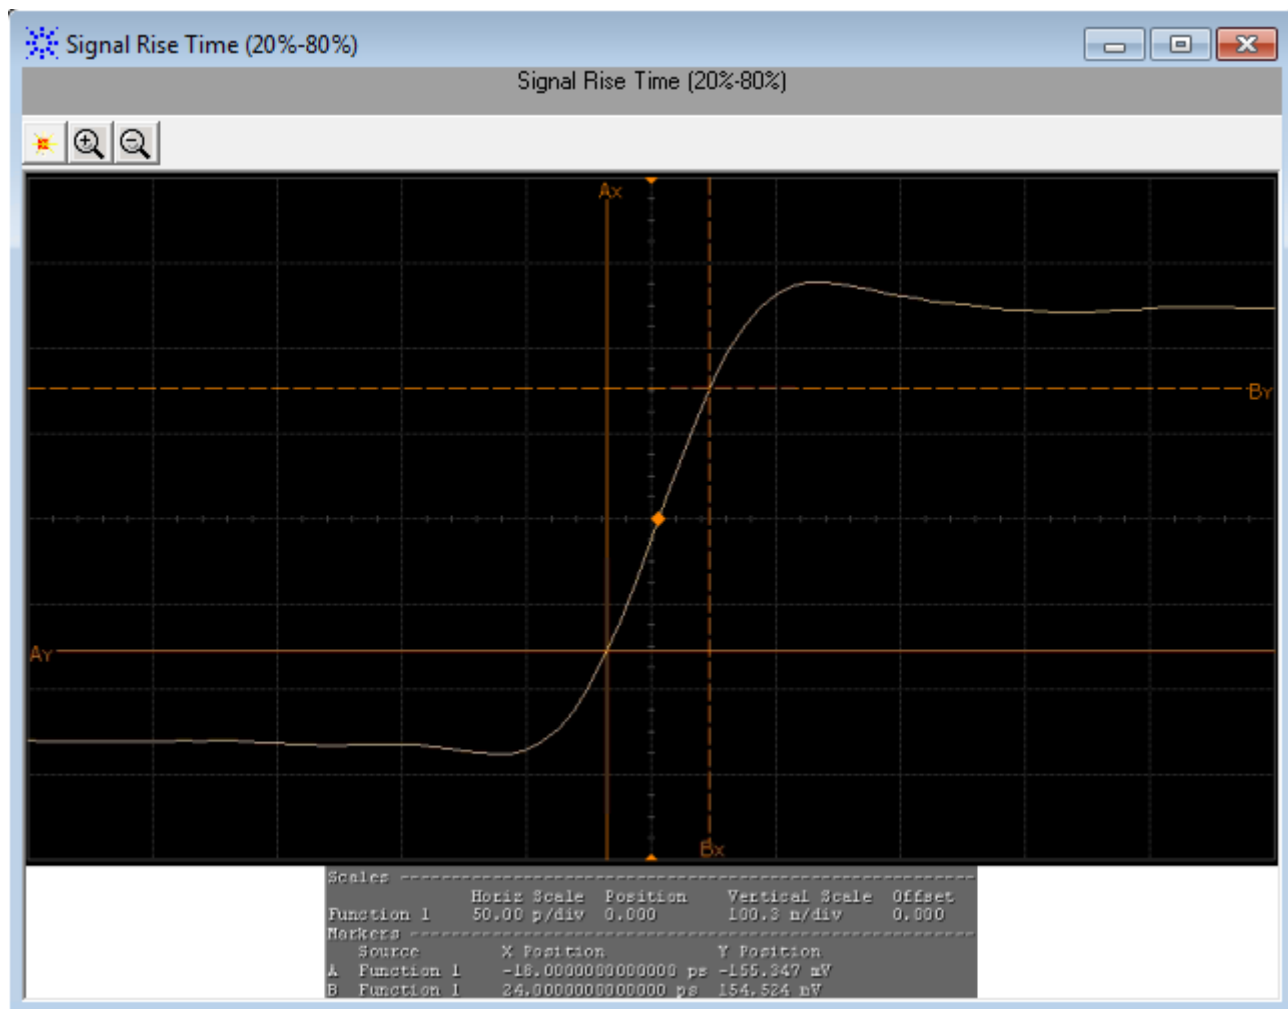 Signal Rise Time (20%-80%)
Signal Rise Time (20%-80%)
Ax
BY
AY
Bx
Scales
Horiz Scale Position Vertical Scale Offset
Function 1 50.00 p/div 0.000 100.3 m/div 0.000
Markers
Source X Position Y Position
A Function 1 -18.0000000000000 ps -155.347 mV
B Function 1 24.0000000000000 ps 154.524 mV